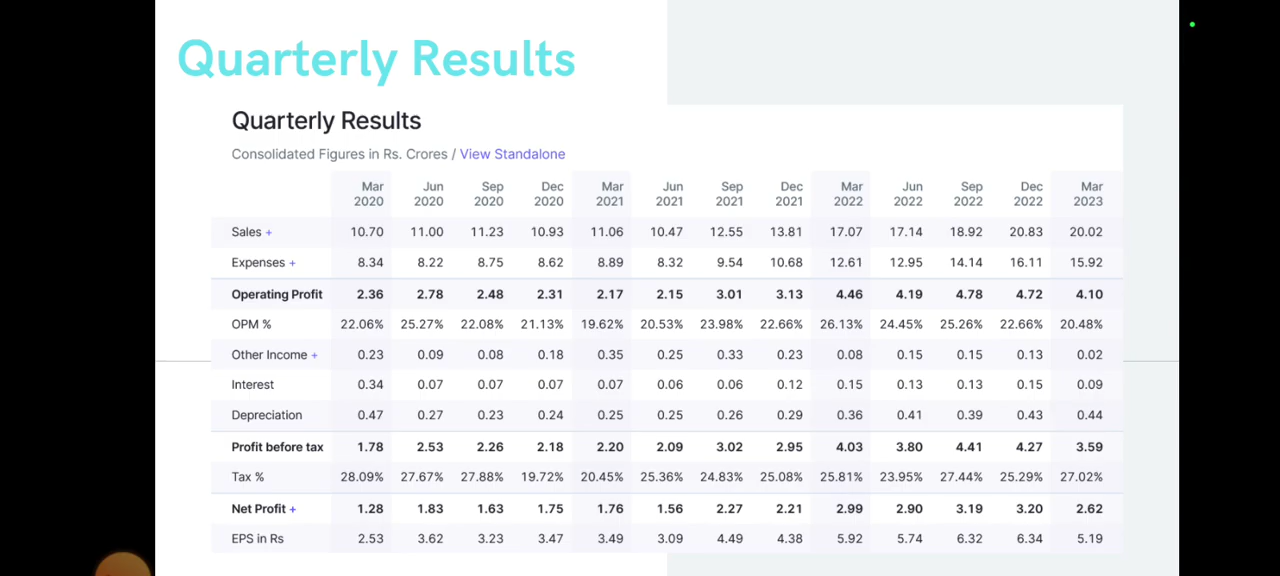 Quarterly Results
Quarterly Results
Consolidated Figures in Rs. Crores / View Standalone
Mar 2020 Jun 2020 Sep 2020 Dec 2020 Mar 2021 Jun 2021 Sep 2021 Dec 2021 Mar 2022 Jun 2022 Sep 2022 Dec 2022 Mar 2023
Sales + 10.70 11.00 11.23 10.93 11.06 10.47 12.55 13.81 17.07 17.14 18.92 20.83 20.02
Expenses + 8.34 8.22 8.75 8.62 8.89 8.32 9.54 10.68 12.61 12.95 14.14 16.11 15.92
Operating Profit 2.36 2.78 2.48 2.31 2.17 2.15 3.01 3.13 4.46 4.19 4.78 4.72 4.10
OPM % 22.06% 25.27% 22.08% 21.13% 19.62% 20.53% 23.98% 22.66% 26.13% 24.45% 25.26% 22.66% 20.48%
Other Income + 0.23 0.09 0.08 0.18 0.35 0.25 0.33 0.23 0.08 0.15 0.15 0.13 0.02
Interest 0.34 0.07 0.07 0.07 0.07 0.06 0.06 0.12 0.15 0.13 0.13 0.15 0.09
Depreciation 0.47 0.27 0.23 0.24 0.25 0.25 0.26 0.29 0.36 0.41 0.39 0.43 0.44
Profit before tax 1.78 2.53 2.26 2.18 2.20 2.09 3.02 2.95 4.03 3.80 4.41 4.27 3.59
Tax % 28.09% 27.67% 27.88% 19.72% 20.45% 25.36% 24.83% 25.08% 25.81% 23.95% 27.44% 25.29% 27.02%
Net Profit + 1.28 1.83 1.63 1.75 1.76 1.56 2.27 2.21 2.99 2.90 3.19 3.20 2.62
EPS in Rs 2.53 3.62 3.23 3.47 3.49 3.09 4.49 4.38 5.92 5.74 6.32 6.34 5.19